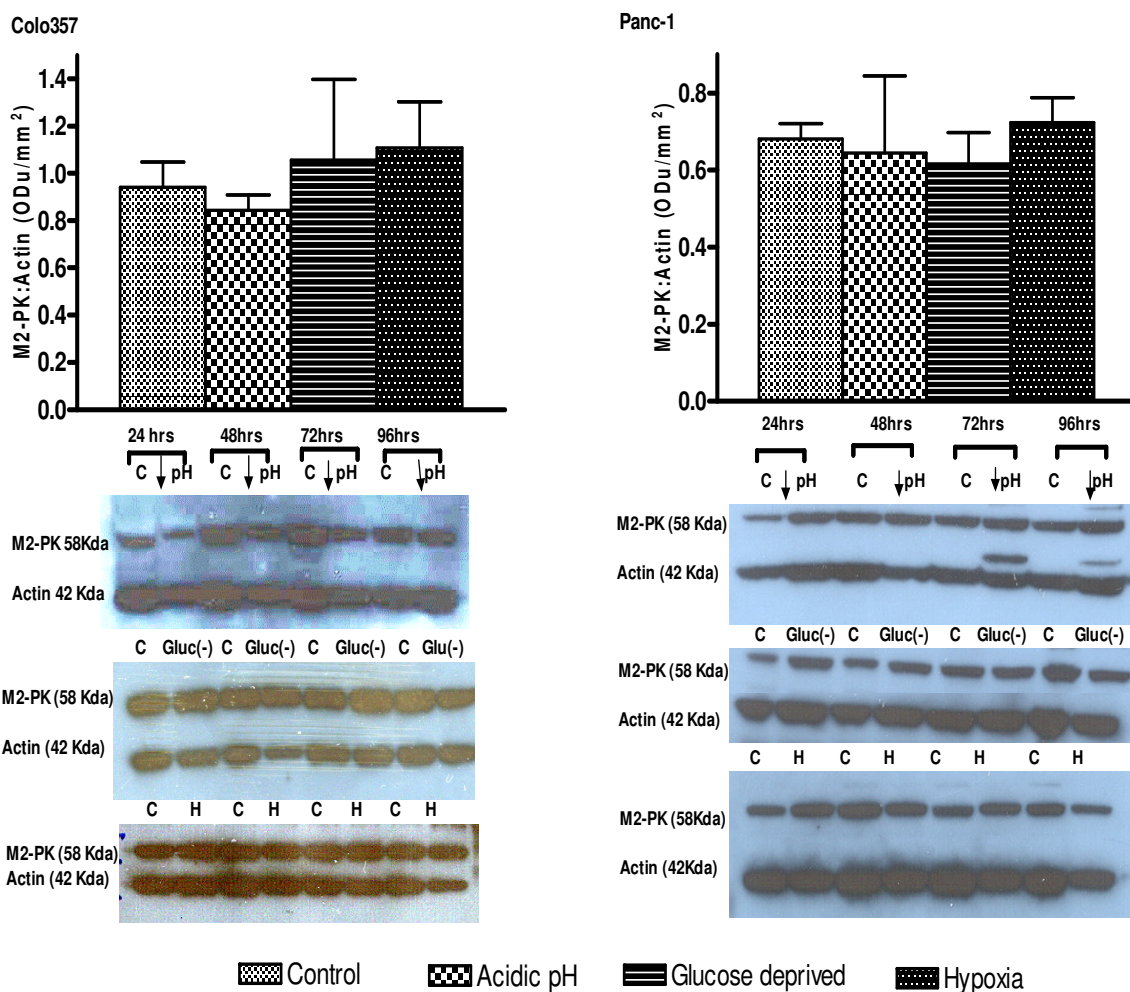 Colo357
M2-PK:Actin (ODu/mm²)
1.4
1.2
1.0
0.8
0.6
0.4
0.2
0.0
24 hrs 48hrs 72hrs 96hrs
C ↓pH C ↓pH C ↓pH C ↓pH
M2-PK 58Kda
Actin 42 Kda
C Gluc(-) C Gluc(-) C Gluc(-) C Glu(-)
M2-PK (58 Kda)
Actin (42 Kda)
C H C H C H C H
M2-PK (58 Kda)
Actin (42 Kda)
Panc-1
M2-PK:Actin (ODu/mm²)
0.8
0.6
0.4
0.2
0.0
24hrs 48hrs 72hrs 96hrs
C ↓pH C ↓pH C ↓pH C ↓pH
M2-PK (58 Kda)
Actin (42 Kda)
C Gluc(-) C Gluc(-) C Gluc(-) C Gluc(-)
M2-PK (58 Kda)
Actin (42 Kda)
C H C H C H C H
M2-PK (58Kda)
Actin (42Kda)
Control Acidic pH Glucose deprived Hypoxia